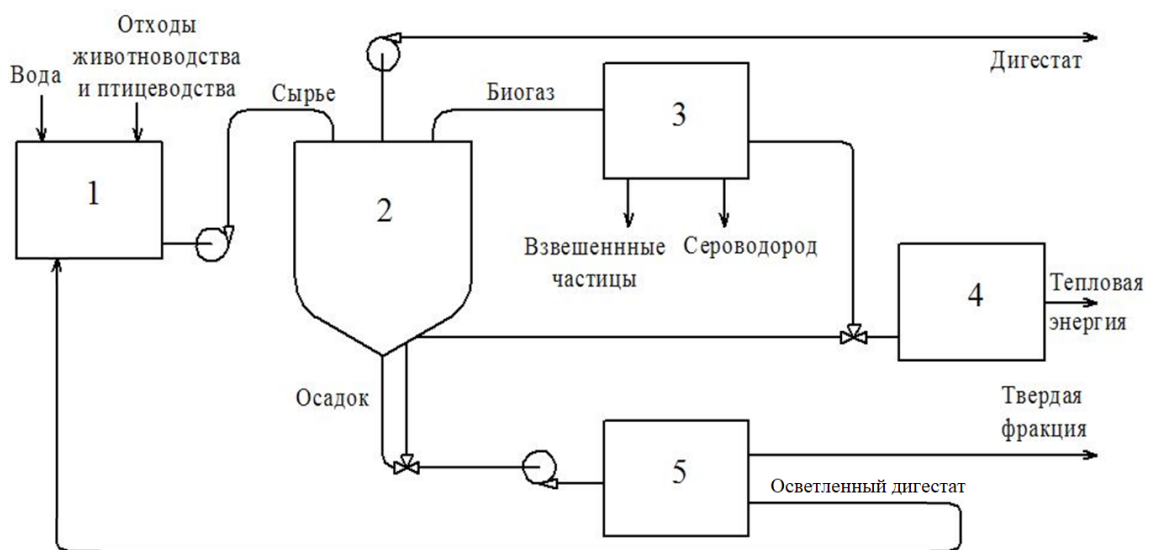 Отходы
животноводства
и птицеводства
Вода
Сырье
Биогаз
Дигестат
1
2
3
Взвешеннные
частицы
Сероводород
4
Тепловая
энергия
Осадок
5
Твердая
фракция
Осветленный дигестат